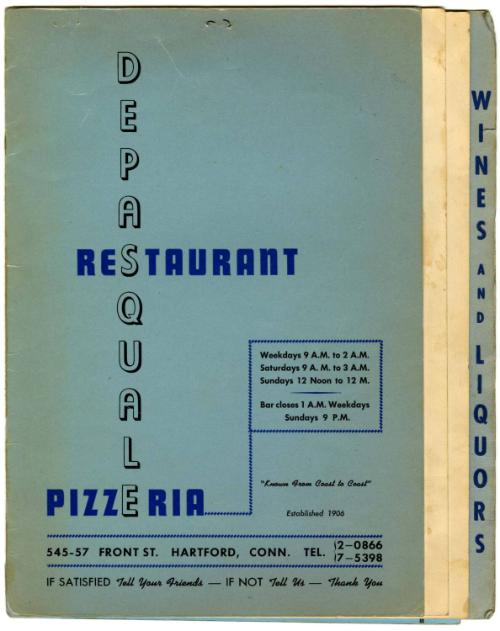 DEPASQUALE
RESTAURANT
PIZZERIA
Weekdays 9 A.M. to 2 A.M.
Saturdays 9 A. M. to 3 A.M.
Sundays 12 Noon to 12 M.
Bar closes 1 A.M. Weekdays
Sundays 9 P.M.
"Known From Coast to Coast"
Established 1906
545-57 FRONT ST. HARTFORD, CONN. TEL. 2-0866
7-5398
IF SATISFIED Tell Your Friends — IF NOT Tell Us — Thank You
WINES AND LIQUORS